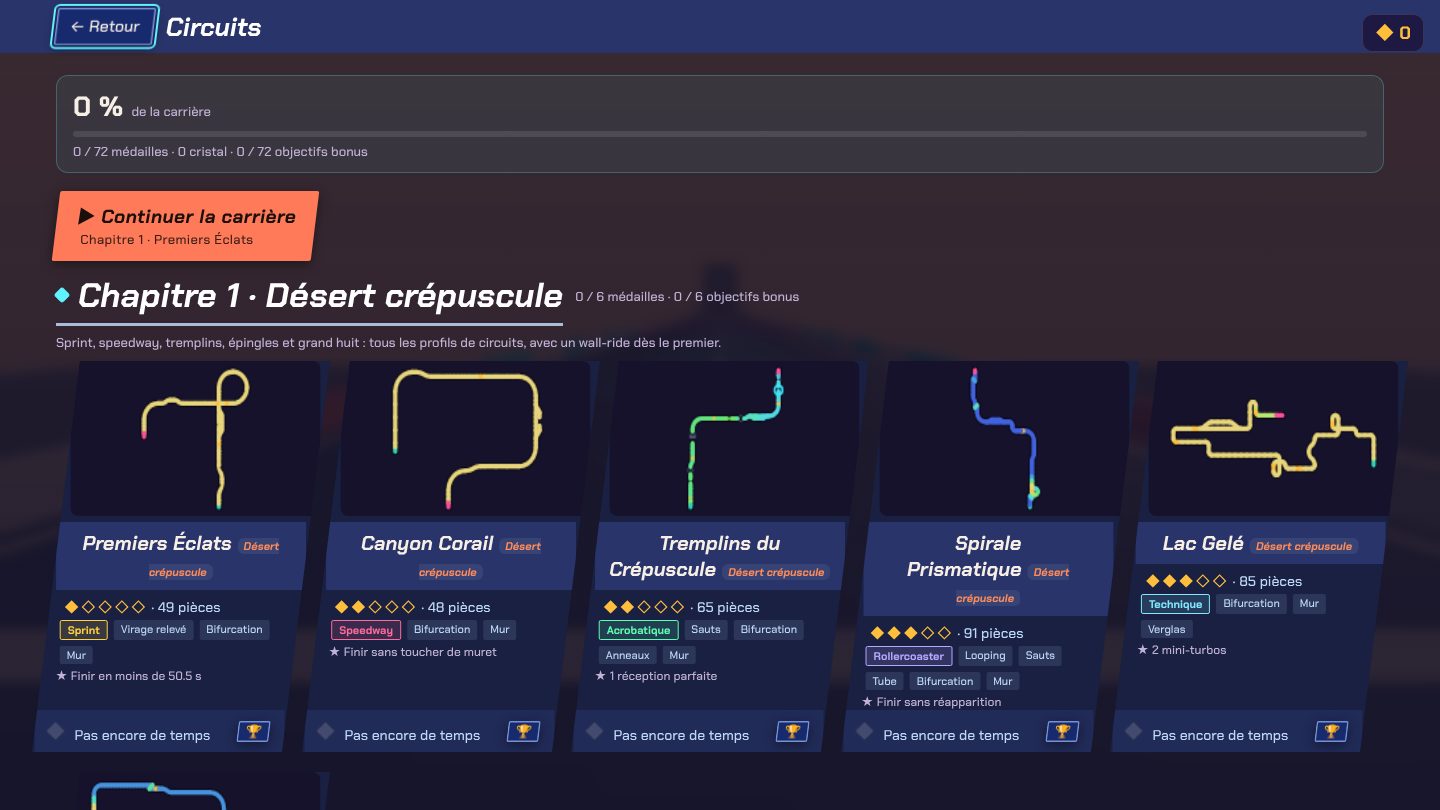 ← Retour
Circuits
0
0 % de la carrière
0 / 72 médailles · 0 cristal · 0 / 72 objectifs bonus
▶ Continuer la carrière
Chapitre 1 · Premiers Éclats
Chapitre 1 · Désert crépuscule
0 / 6 médailles · 0 / 6 objectifs bonus
Sprint, speedway, tremplins, épingles et grand huit : tous les profils de circuits, avec un wall-ride dès le premier.
Premiers Éclats Désert
crépuscule
◆◇◇◇◇ · 49 pièces
Sprint Virage relevé Bifurcation
Mur
★ Finir en moins de 50.5 s
Pas encore de temps
Canyon Corail Désert
crépuscule
◆◆◇◇◇ · 48 pièces
Speedway Bifurcation Mur
★ Finir sans toucher de muret
Pas encore de temps
Tremplins du
Crépuscule Désert crépuscule
◆◆◇◇◇ · 65 pièces
Acrobatique Sauts Bifurcation
Anneaux Mur
★ 1 réception parfaite
Pas encore de temps
Spirale
Prismatique Désert
crépuscule
◆◆◆◇◇ · 91 pièces
Rollercoaster Looping Sauts
Tube Bifurcation Mur
★ Finir sans réapparition
Pas encore de temps
Lac Gelé Désert crépuscule
◆◆◆◇◇ · 85 pièces
Technique Bifurcation Mur
Verglas
★ 2 mini-turbos
Pas encore de temps